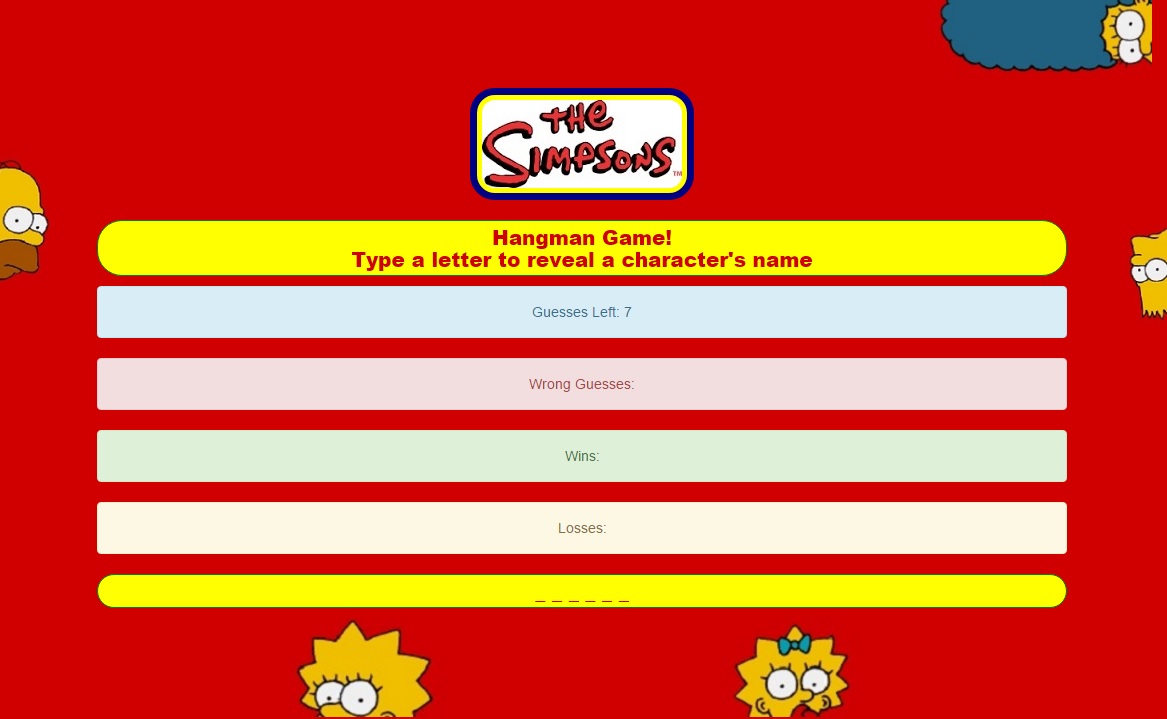 THE
SIMPSONS
TM
Hangman Game!
Type a letter to reveal a character's name
Guesses Left: 7
Wrong Guesses:
Wins:
Losses:
_ _ _ _ _ _